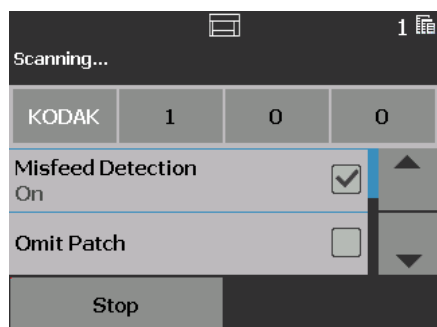 1
Scanning...
KODAK 1 0 0
Misfeed Detection
On
Omit Patch
Stop